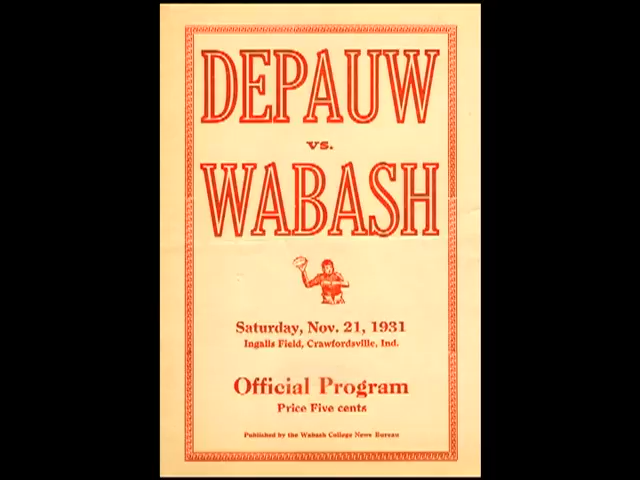 DEPAUW
vs.
WABASH
Saturday, Nov. 21, 1931
Ingalls Field, Crawfordsville, Ind.
Official Program
Price Five cents
Published by the Wabash College News Bureau